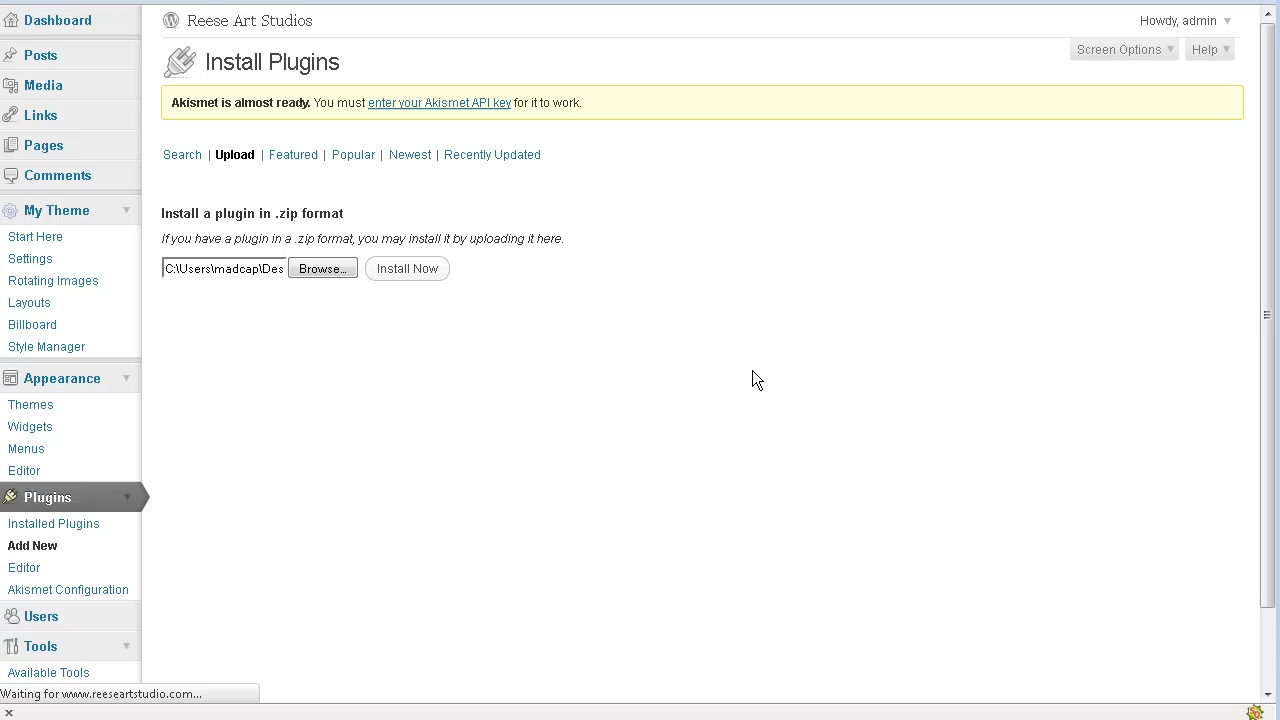 Dashboard
Posts
Media
Links
Pages
Comments
My Theme
Start Here
Settings
Rotating Images
Layouts
Billboard
Style Manager
Appearance
Themes
Widgets
Menus
Editor
Plugins
Installed Plugins
Add New
Editor
Akismet Configuration
Users
Tools
Available Tools
Reese Art Studios
Howdy, admin
Screen Options
Help
Install Plugins
Akismet is almost ready. You must enter your Akismet API key for it to work.
Search | Upload | Featured | Popular | Newest | Recently Updated
Install a plugin in .zip format
If you have a plugin in a .zip format, you may install it by uploading it here.
C:\Users\madcap\Des Browse... Install Now
Waiting for www.reeseartstudio.com...